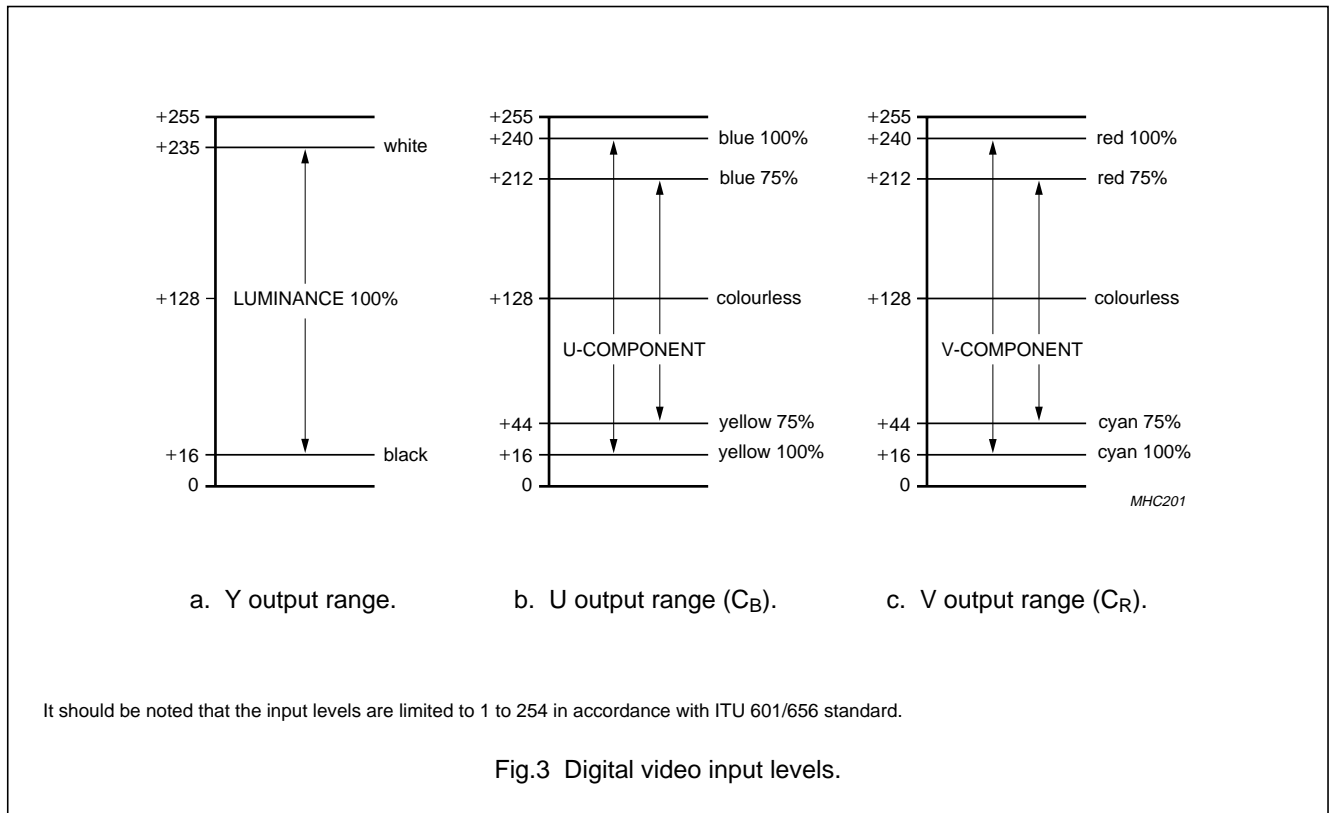 +255
+235
white
+128
LUMINANCE 100%
+16
black
0
+255
+240
blue 100%
+212
blue 75%
+128
colourless
U-COMPONENT
+44
yellow 75%
+16
yellow 100%
0
+255
+240
red 100%
+212
red 75%
+128
colourless
V-COMPONENT
+44
cyan 75%
+16
cyan 100%
0
MHC201
a. Y output range.
b. U output range (CB).
c. V output range (CR).
It should be noted that the input levels are limited to 1 to 254 in accordance with ITU 601/656 standard.
Fig.3 Digital video input levels.